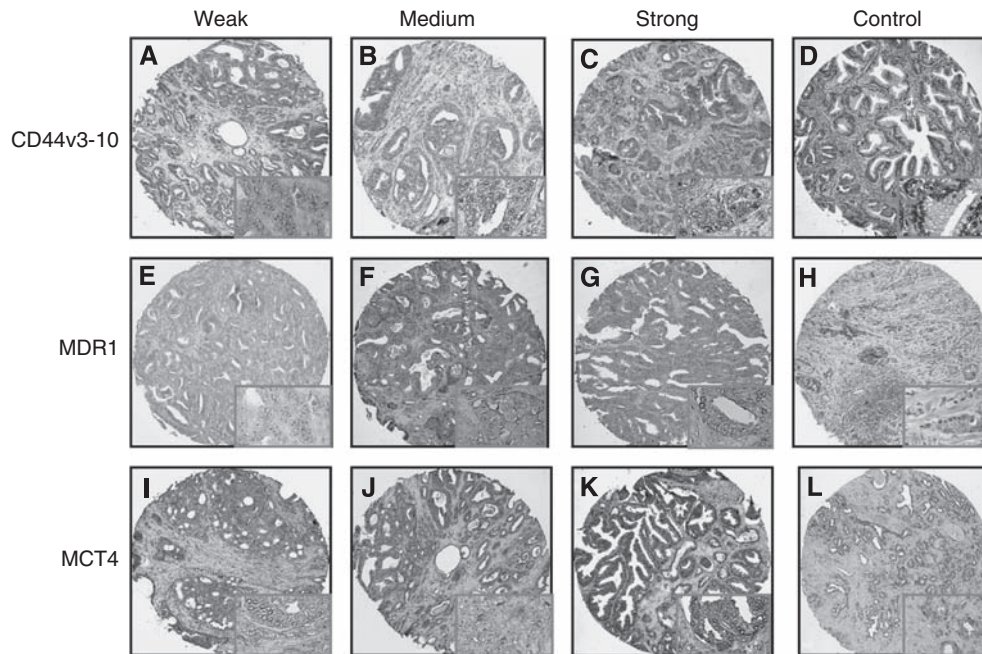 Weak Medium Strong Control
CD44v3-10
A B C D
MDR1
E F G H
MCT4
I J K L